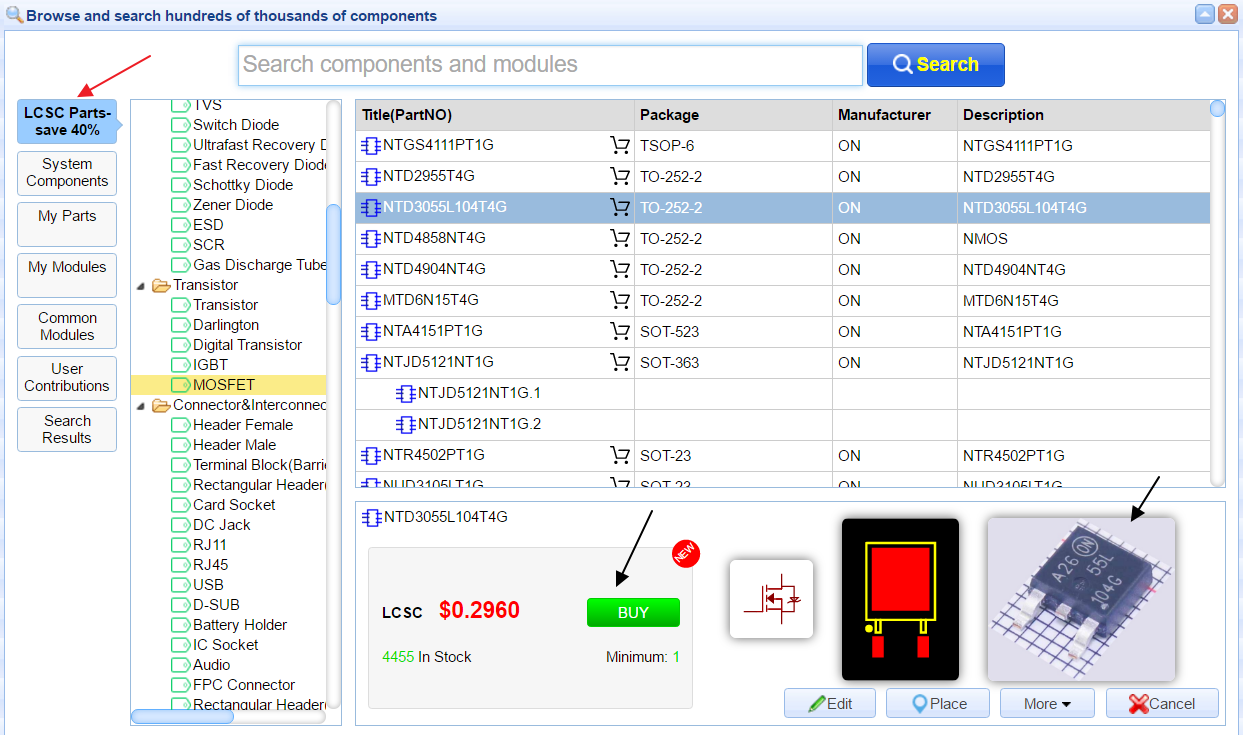 Browse and search hundreds of thousands of components
Search components and modules
Search
LCSC Parts-
save 40%
System
Components
My Parts
My Modules
Common
Modules
User
Contributions
Search
Results
TVS
Switch Diode
Ultrafast Recovery D
Fast Recovery Diode
Schottky Diode
Zener Diode
ESD
SCR
Gas Discharge Tube
Transistor
Transistor
Darlington
Digital Transistor
IGBT
MOSFET
Connector&Interconnec
Header Female
Header Male
Terminal Block(Barrie
Rectangular Header
Card Socket
DC Jack
RJ11
RJ45
USB
D-SUB
Battery Holder
IC Socket
Audio
FPC Connector
Rectangular Header
Title(PartNO) Package Manufacturer Description
NTGS4111PT1G TSOP-6 ON NTGS4111PT1G
NTD2955T4G TO-252-2 ON NTD2955T4G
NTD3055L104T4G TO-252-2 ON NTD3055L104T4G
NTD4858NT4G TO-252-2 ON NMOS
NTD4904NT4G TO-252-2 ON NTD4904NT4G
MTD6N15T4G TO-252-2 ON MTD6N15T4G
NTA4151PT1G SOT-523 ON NTA4151PT1G
NTJD5121NT1G SOT-363 ON NTJD5121NT1G
NTJD5121NT1G.1
NTJD5121NT1G.2
NTR4502PT1G SOT-23 ON NTR4502PT1G
NUD3105LT1G SOT-23 ON NUD3105LT1G
NTD3055L104T4G
NEW
LCSC $0.2960 BUY
4455 In Stock Minimum: 1
A26 ON
55L
104G
Edit Place More Cancel